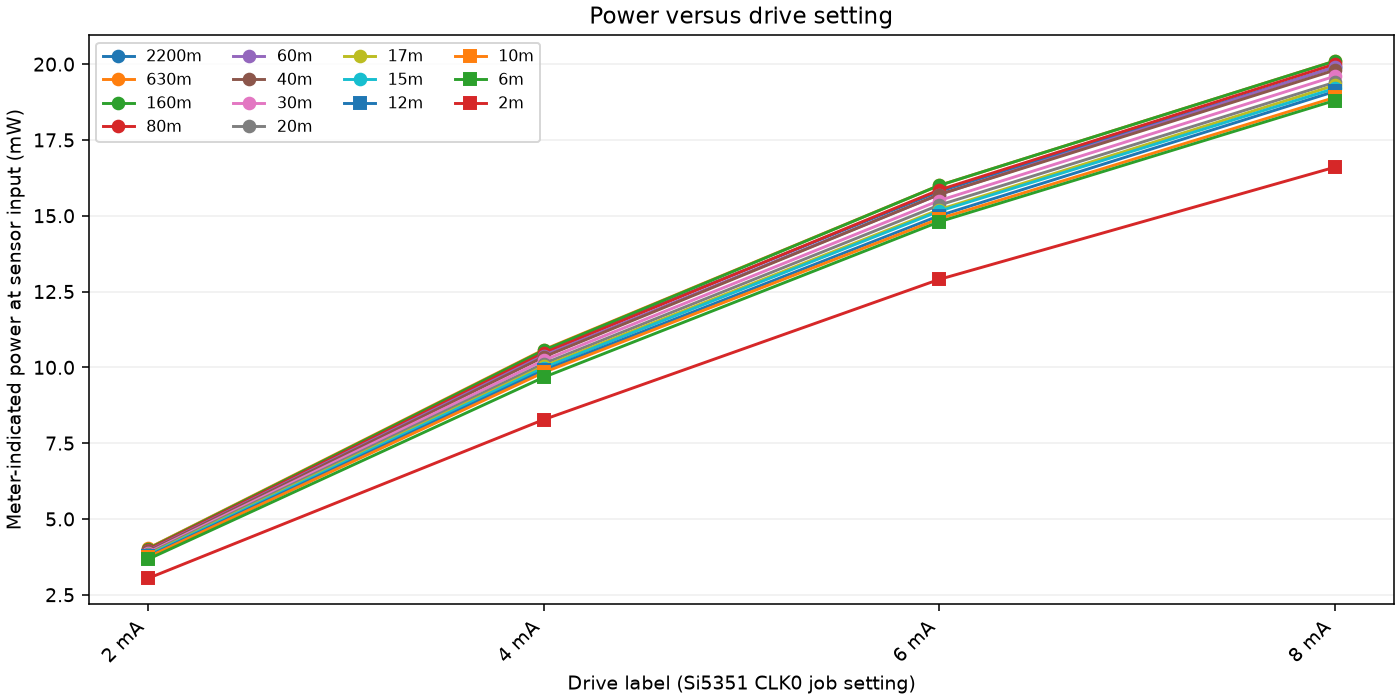 Power versus drive setting
2200m
630m
160m
80m
60m
40m
30m
20m
17m
15m
12m
10m
6m
2m
Meter-indicated power at sensor input (mW)
20.0
17.5
15.0
12.5
10.0
7.5
5.0
2.5
2 mA
4 mA
6 mA
8 mA
Drive label (Si5351 CLK0 job setting)